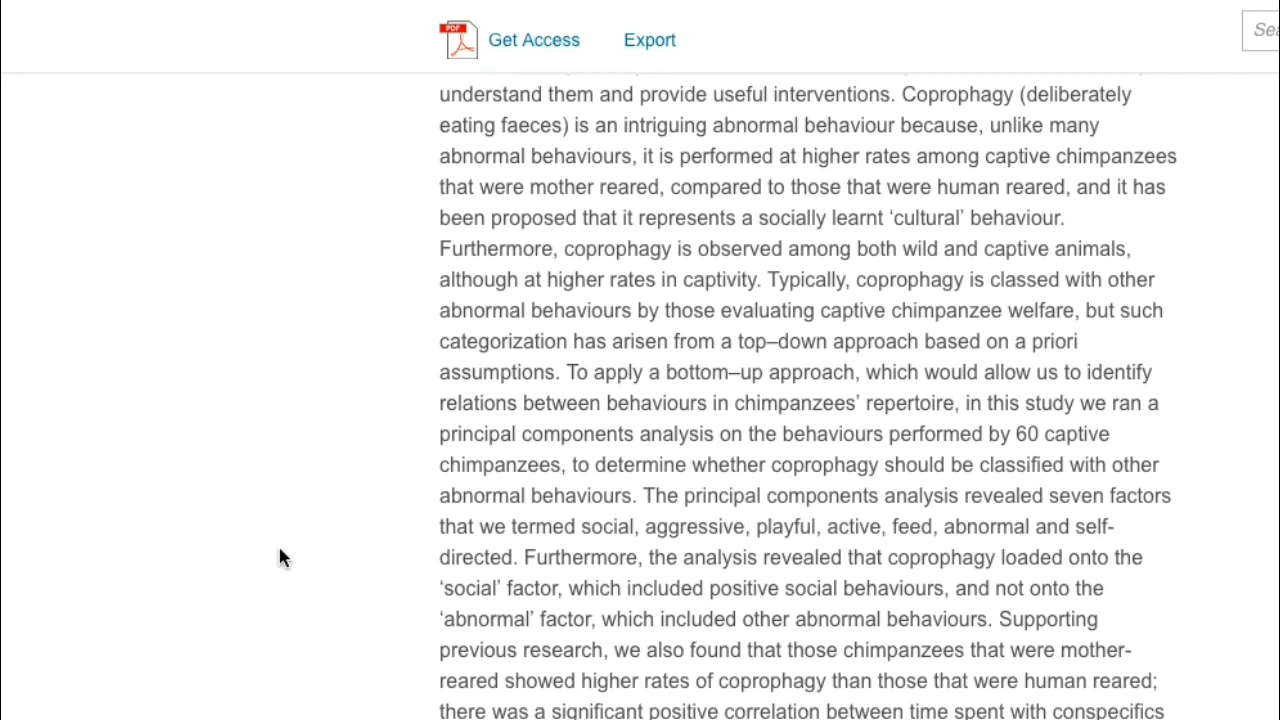 PDF
Get Access
Export
understand them and provide useful interventions. Coprophagy (deliberately
eating faeces) is an intriguing abnormal behaviour because, unlike many
abnormal behaviours, it is performed at higher rates among captive chimpanzees
that were mother reared, compared to those that were human reared, and it has
been proposed that it represents a socially learnt ‘cultural’ behaviour.
Furthermore, coprophagy is observed among both wild and captive animals,
although at higher rates in captivity. Typically, coprophagy is classed with other
abnormal behaviours by those evaluating captive chimpanzee welfare, but such
categorization has arisen from a top–down approach based on a priori
assumptions. To apply a bottom–up approach, which would allow us to identify
relations between behaviours in chimpanzees’ repertoire, in this study we ran a
principal components analysis on the behaviours performed by 60 captive
chimpanzees, to determine whether coprophagy should be classified with other
abnormal behaviours. The principal components analysis revealed seven factors
that we termed social, aggressive, playful, active, feed, abnormal and self-
directed. Furthermore, the analysis revealed that coprophagy loaded onto the
‘social’ factor, which included positive social behaviours, and not onto the
‘abnormal’ factor, which included other abnormal behaviours. Supporting
previous research, we also found that those chimpanzees that were mother-
reared showed higher rates of coprophagy than those that were human reared;
there was a significant positive correlation between time spent with conspecifics